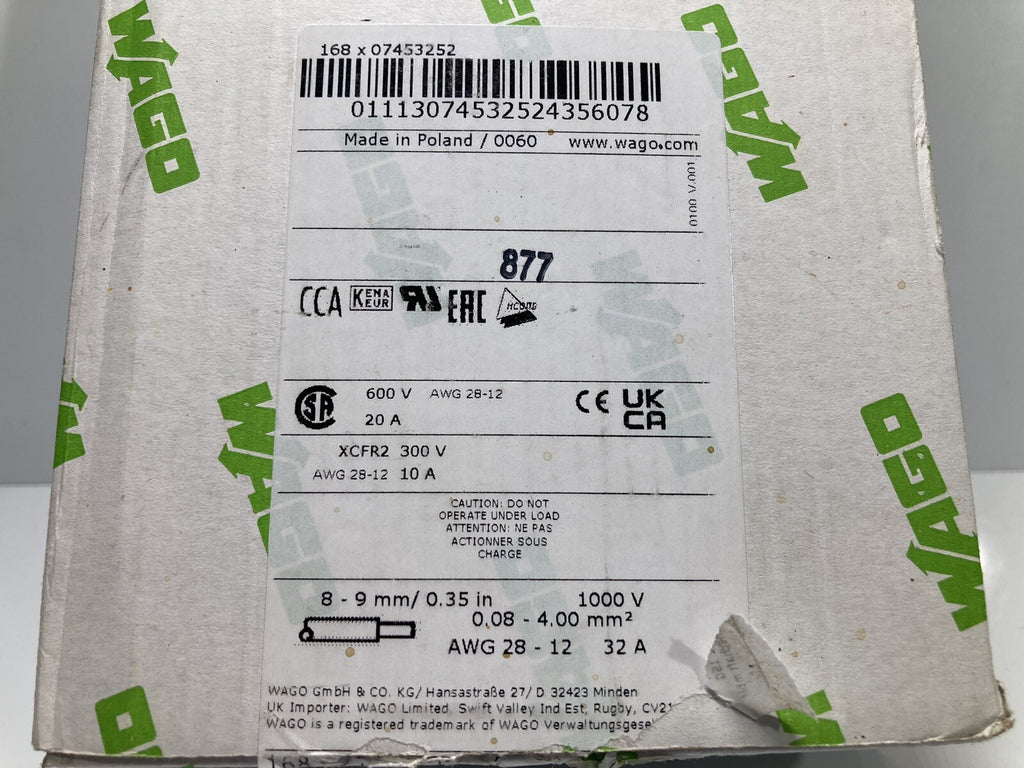 WAGO
WAGO
168 x 07453252
01113074532524356078
Made in Poland / 0060 www.wago.com
0100 V.001
877
CCA KEMA KEUR EAC
WAGO
WAGO
CSA 600 V AWG 28-12
20 A
CE UK CA
XCFR2 300 V
AWG 28-12 10 A
WAGO
WAGO
CAUTION: DO NOT
OPERATE UNDER LOAD
ATTENTION: NE PAS
ACTIONNER SOUS
CHARGE
8 - 9 mm/ 0.35 in 1000 V
0,08 - 4.00 mm²
AWG 28 - 12 32 A
WAGO GmbH & CO. KG/ Hansastraße 27/ D 32423 Minden
UK Importer: WAGO Limited, Swift Valley Ind Est, Rugby, CV21
WAGO is a registered trademark of WAGO